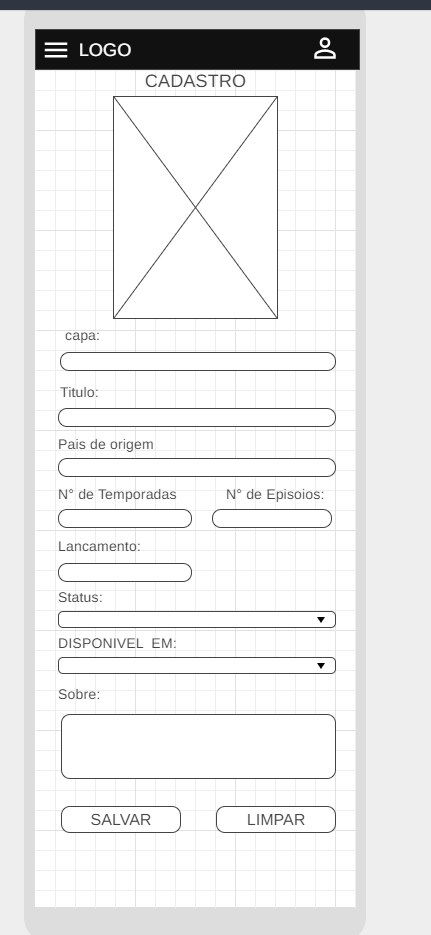 LOGO
CADASTRO
capa:
Titulo:
Pais de origem
N° de Temporadas N° de Episoios:
Lancamento:
Status:
DISPONIVEL EM:
Sobre:
SALVAR LIMPAR